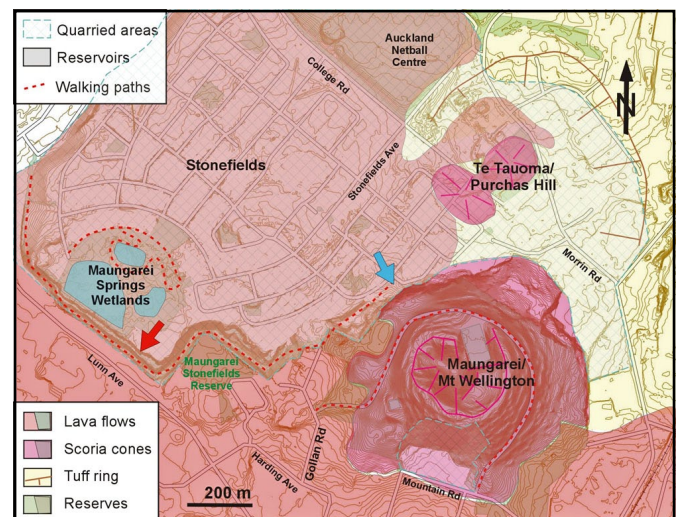 Quarried areas
Reservoirs
Walking paths
Auckland
Netball
Centre
College Rd
N
Stonefields
Stonefields Ave
Te Tauoma/
Purchas Hill
Morrin Rd
Maungarei
Springs
Wetlands
Lunn Ave
Maungarei
Stonefields
Reserve
Maungarei/
Mt Wellington
Gollan Rd
Harding Ave
Mountain Rd
200 m
Lava flows
Scoria cones
Tuff ring
Reserves